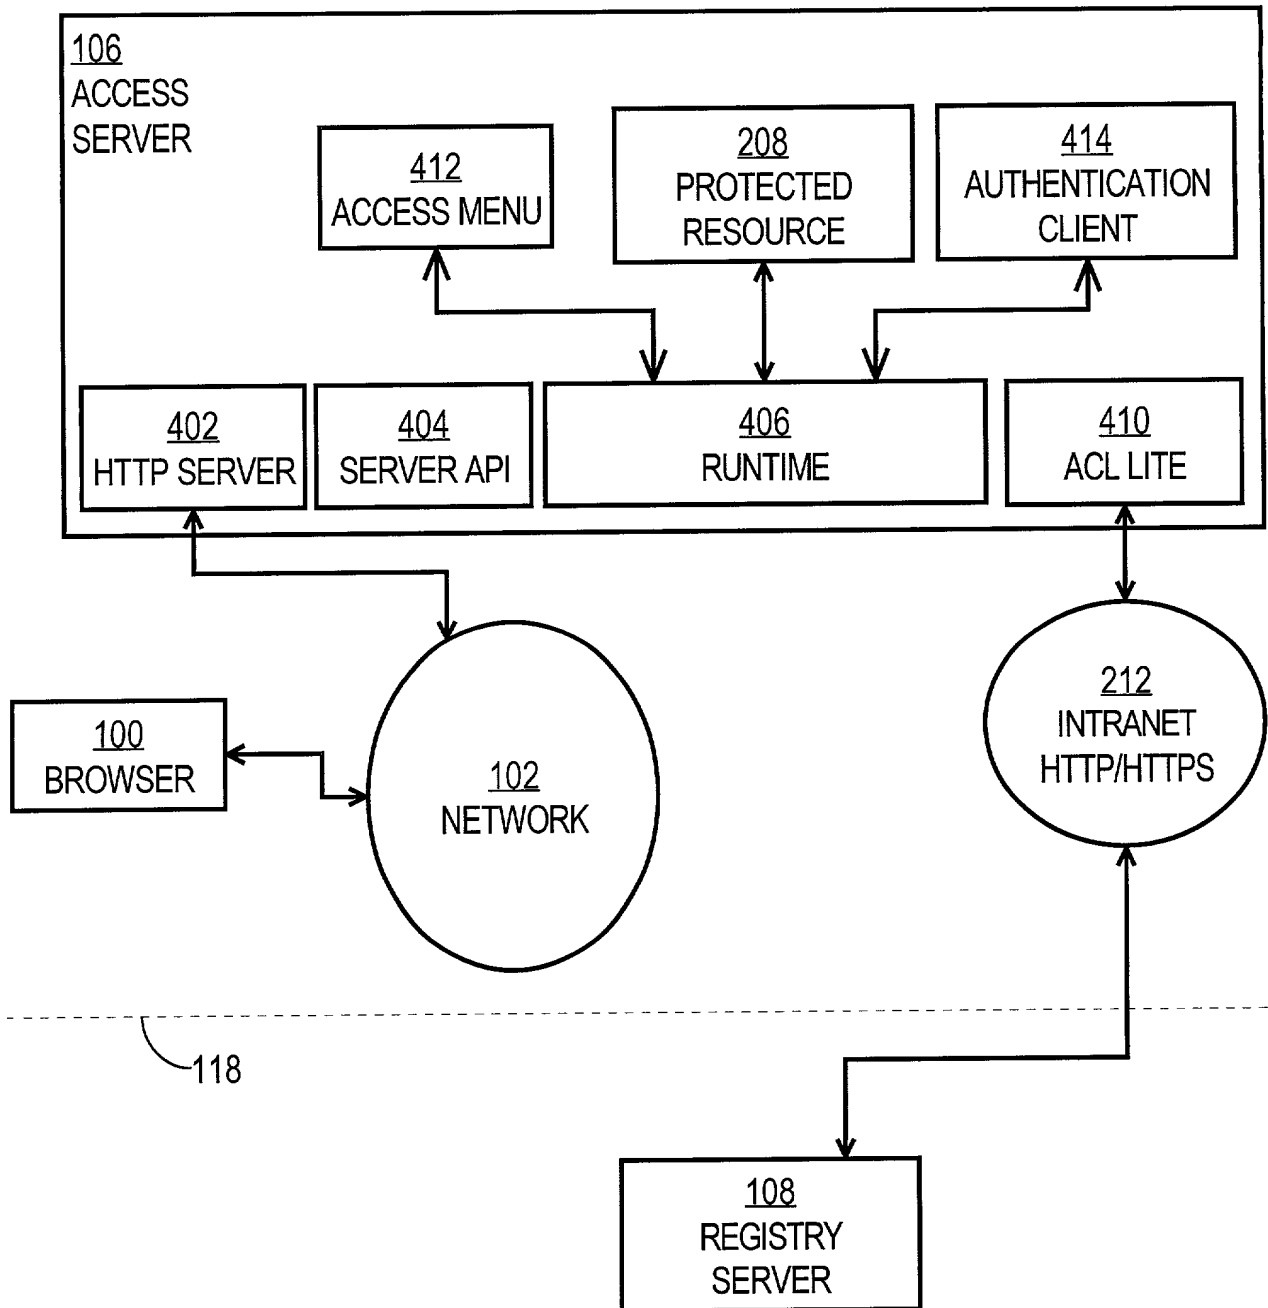 106
ACCESS
SERVER
412
ACCESS MENU
208
PROTECTED
RESOURCE
414
AUTHENTICATION
CLIENT
402
HTTP SERVER
404
SERVER API
406
RUNTIME
410
ACL LITE
100
BROWSER
102
NETWORK
212
INTRANET
HTTP/HTTPS
118
108
REGISTRY
SERVER